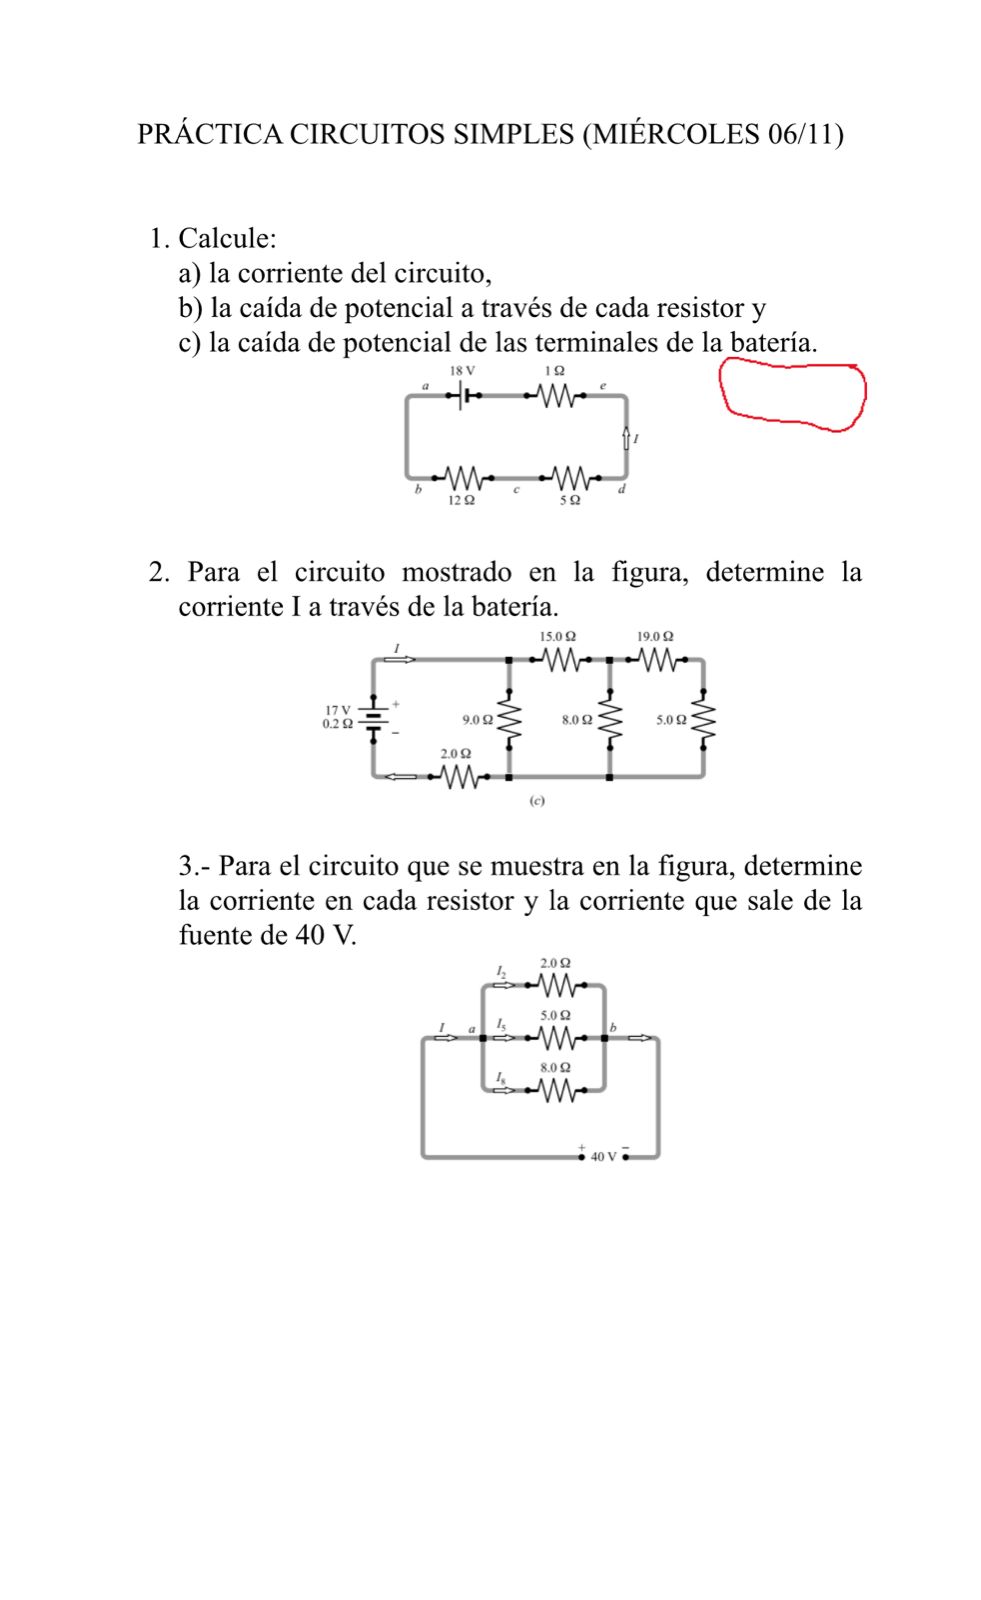 PRÁCTICA CIRCUITOS SIMPLES (MIÉRCOLES 06/11)
1. Calcule:
a) la corriente del circuito,
b) la caída de potencial a través de cada resistor y
c) la caída de potencial de las terminales de la batería.
18 V 1 Ω
a e
I
b c d
12 Ω 5 Ω
2. Para el circuito mostrado en la figura, determine la
corriente I a través de la batería.
15.0 Ω 19.0 Ω
I
17 V +
0.2 Ω 9.0 Ω 8.0 Ω 5.0 Ω
−
2.0 Ω
(c)
3.- Para el circuito que se muestra en la figura, determine
la corriente en cada resistor y la corriente que sale de la
fuente de 40 V.
I₂ 2.0 Ω
5.0 Ω
I a I₅ b
8.0 Ω
I₈
+ 40 V −